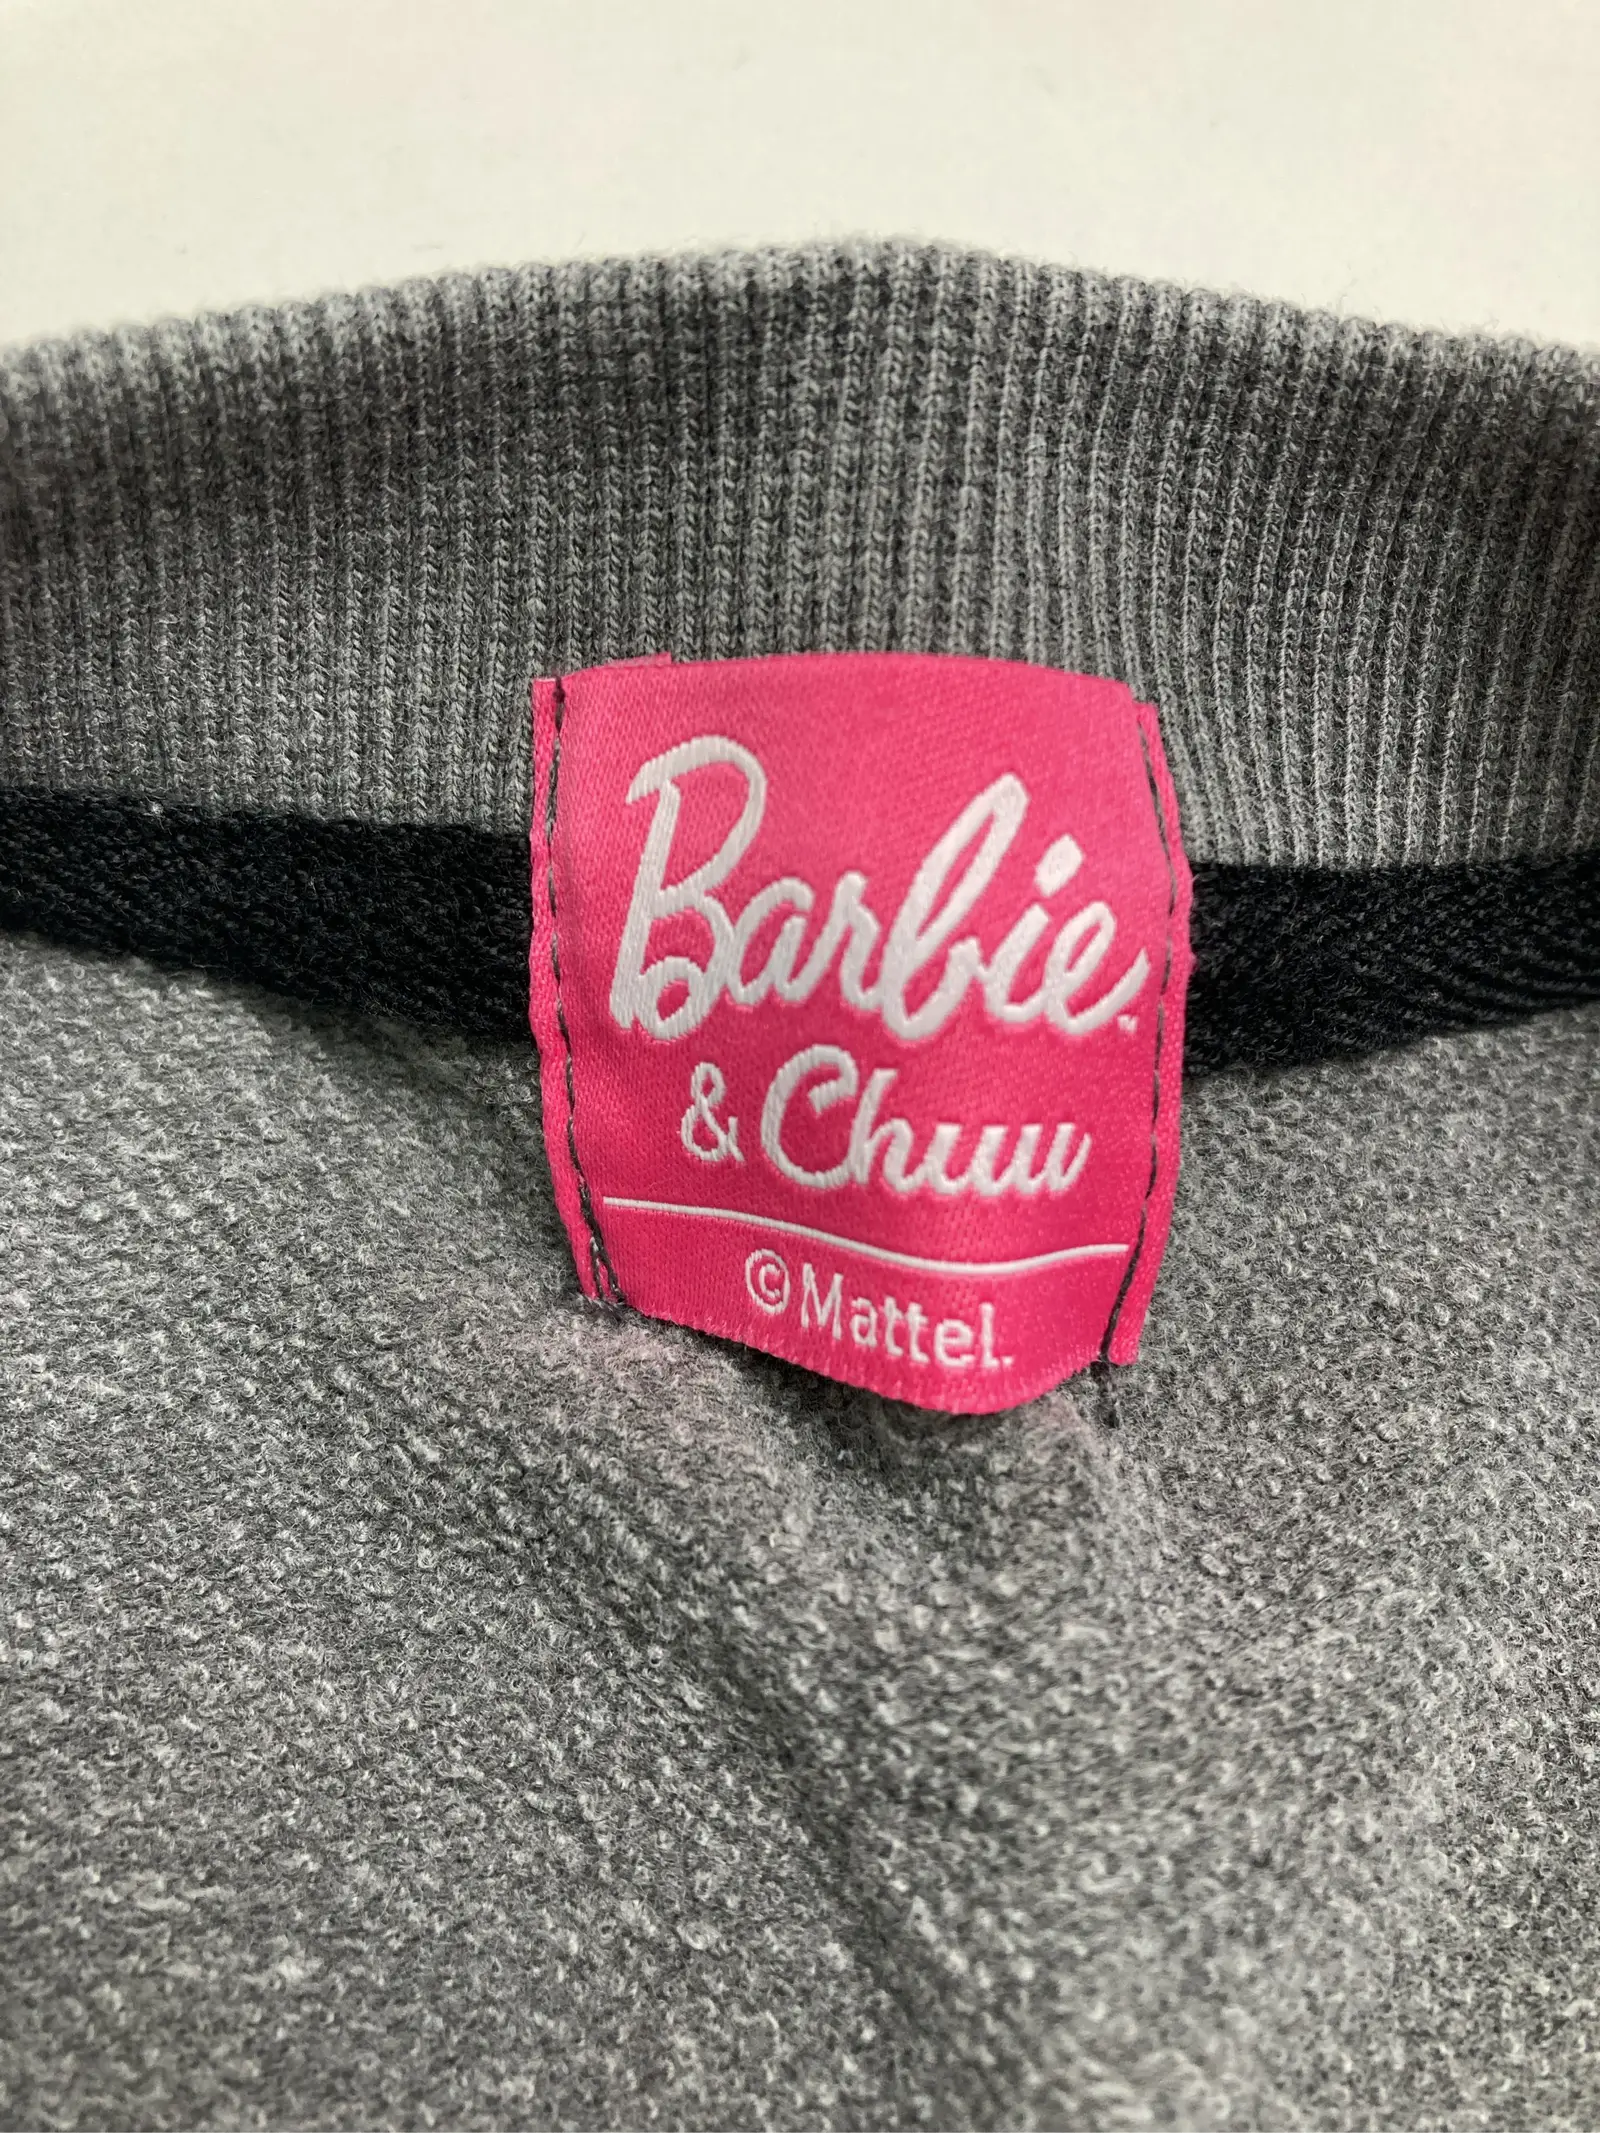 Barbie™
& Chuu
©Mattel.